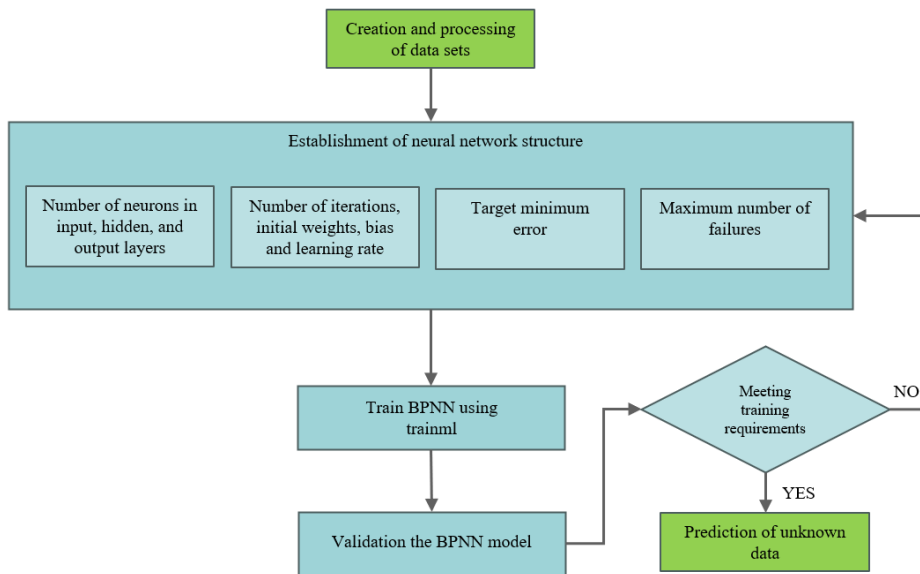 Creation and processing
of data sets
Establishment of neural network structure
Number of neurons in
input, hidden, and
output layers
Number of iterations,
initial weights, bias
and learning rate
Target minimum
error
Maximum number of
failures
Train BPNN using
trainml
Meeting
training
requirements
NO
YES
Validation the BPNN model
Prediction of unknown
data